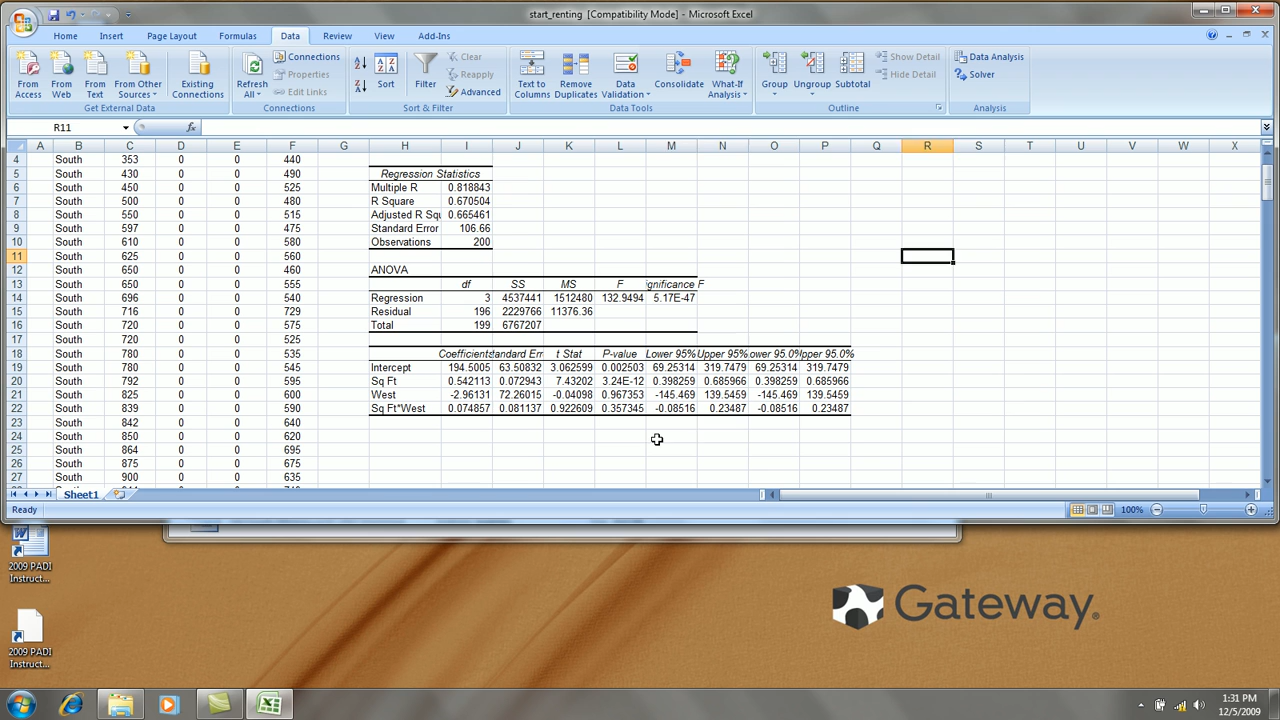 start_renting [Compatibility Mode] - Microsoft Excel
Home Insert Page Layout Formulas Data Review View Add-Ins
From Access From Web From Text From Other Sources Existing Connections Refresh All Connections Properties Edit Links Sort Filter Clear Reapply Advanced Text to Columns Remove Duplicates Data Validation Consolidate What-If Analysis Group Ungroup Subtotal Show Detail Hide Detail Data Analysis Solver
Get External Data Connections Sort & Filter Data Tools Outline Analysis
R11 fx
A B C D E F G H I J K L M N O P Q R S T U V W X
4 South 353 0 0 440
5 South 430 0 0 490 Regression Statistics
6 South 450 0 0 525 Multiple R 0.818843
7 South 500 0 0 480 R Square 0.670504
8 South 550 0 0 515 Adjusted R Squ 0.665461
9 South 597 0 0 475 Standard Error 106.66
10 South 610 0 0 580 Observations 200
11 South 625 0 0 560
12 South 650 0 0 460 ANOVA
13 South 650 0 0 555 df SS MS F ignificance F
14 South 696 0 0 540 Regression 3 4537441 1512480 132.9494 5.17E-47
15 South 716 0 0 729 Residual 196 2229766 11376.36
16 South 720 0 0 575 Total 199 6767207
17 South 720 0 0 525
18 South 780 0 0 535 Coefficients tandard Err t Stat P-value Lower 95% Upper 95% ower 95.0% pper 95.0%
19 South 780 0 0 545 Intercept 194.5005 63.50832 3.062599 0.002503 69.25314 319.7479 69.25314 319.7479
20 South 792 0 0 595 Sq Ft 0.542113 0.072943 7.43202 3.24E-12 0.398259 0.685966 0.398259 0.685966
21 South 825 0 0 600 West -2.96131 72.26015 -0.04098 0.967353 -145.469 139.5459 -145.469 139.5459
22 South 839 0 0 590 Sq Ft*West 0.074857 0.081137 0.922609 0.357345 -0.08516 0.23487 -0.08516 0.23487
23 South 842 0 0 640
24 South 850 0 0 620
25 South 864 0 0 695
26 South 875 0 0 675
27 South 900 0 0 635
Sheet1
Ready 100%
2009 PADI
Instruct...
Gateway
2009 PADI
Instruct...
1:31 PM
12/5/2009